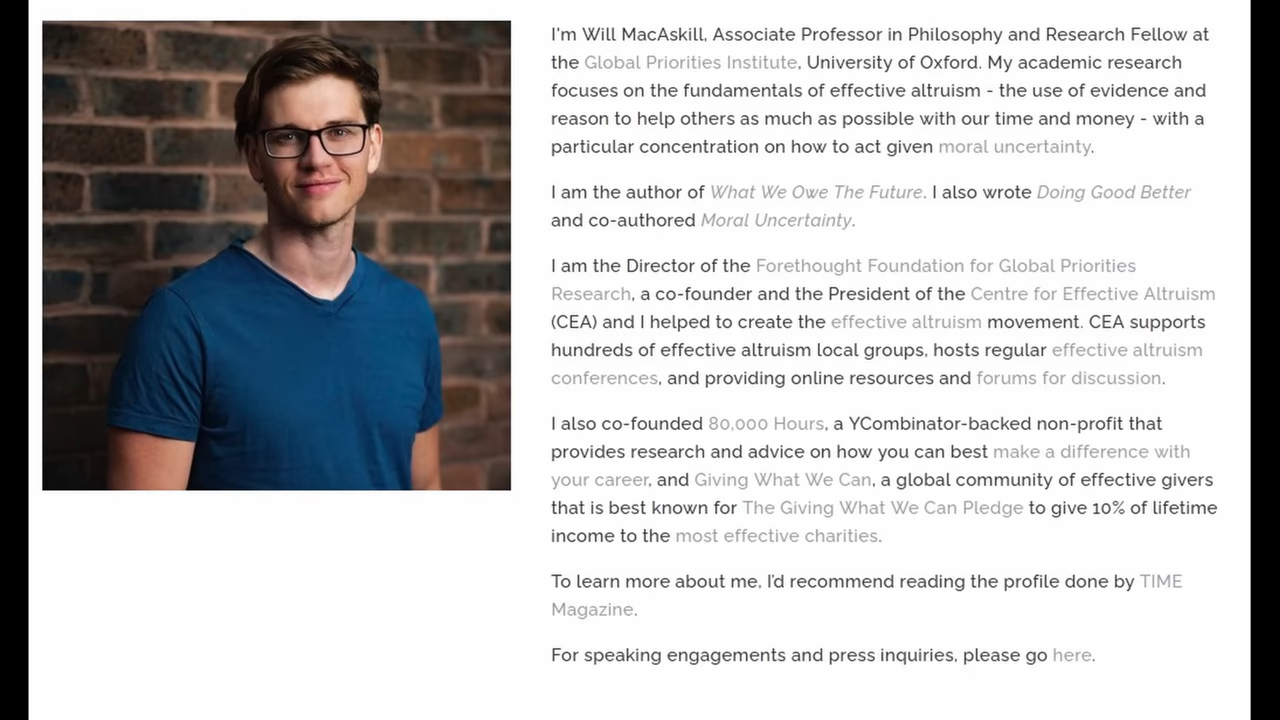 I'm Will MacAskill, Associate Professor in Philosophy and Research Fellow at
the Global Priorities Institute, University of Oxford. My academic research
focuses on the fundamentals of effective altruism - the use of evidence and
reason to help others as much as possible with our time and money - with a
particular concentration on how to act given moral uncertainty.
I am the author of What We Owe The Future. I also wrote Doing Good Better
and co-authored Moral Uncertainty.
I am the Director of the Forethought Foundation for Global Priorities
Research, a co-founder and the President of the Centre for Effective Altruism
(CEA) and I helped to create the effective altruism movement. CEA supports
hundreds of effective altruism local groups, hosts regular effective altruism
conferences, and providing online resources and forums for discussion.
I also co-founded 80,000 Hours, a YCombinator-backed non-profit that
provides research and advice on how you can best make a difference with
your career, and Giving What We Can, a global community of effective givers
that is best known for The Giving What We Can Pledge to give 10% of lifetime
income to the most effective charities.
To learn more about me, I'd recommend reading the profile done by TIME
Magazine.
For speaking engagements and press inquiries, please go here.